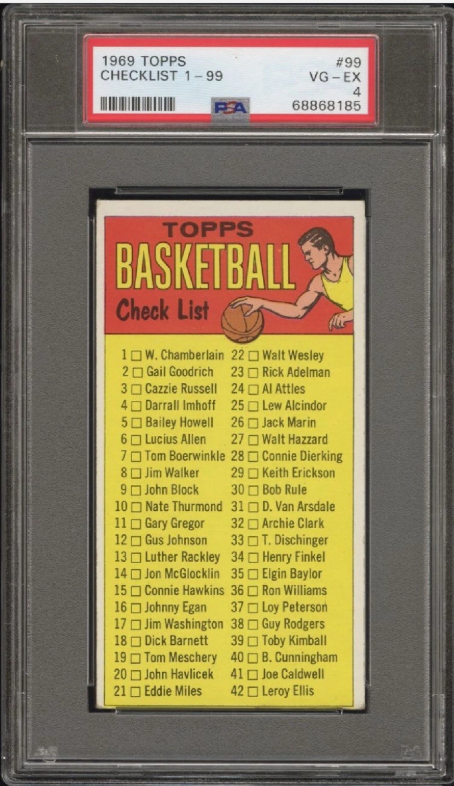 1969 TOPPS #99
CHECKLIST 1-99 VG-EX
4
PSA 68868185
TOPPS
BASKETBALL
Check List
1 □ W. Chamberlain 22 □ Walt Wesley
2 □ Gail Goodrich 23 □ Rick Adelman
3 □ Cazzie Russell 24 □ Al Attles
4 □ Darrall Imhoff 25 □ Lew Alcindor
5 □ Bailey Howell 26 □ Jack Marin
6 □ Lucius Allen 27 □ Walt Hazzard
7 □ Tom Boerwinkle 28 □ Connie Dierking
8 □ Jim Walker 29 □ Keith Erickson
9 □ John Block 30 □ Bob Rule
10 □ Nate Thurmond 31 □ D. Van Arsdale
11 □ Gary Gregor 32 □ Archie Clark
12 □ Gus Johnson 33 □ T. Dischinger
13 □ Luther Rackley 34 □ Henry Finkel
14 □ Jon McGlocklin 35 □ Elgin Baylor
15 □ Connie Hawkins 36 □ Ron Williams
16 □ Johnny Egan 37 □ Loy Peterson
17 □ Jim Washington 38 □ Guy Rodgers
18 □ Dick Barnett 39 □ Toby Kimball
19 □ Tom Meschery 40 □ B. Cunningham
20 □ John Havlicek 41 □ Joe Caldwell
21 □ Eddie Miles 42 □ Leroy Ellis